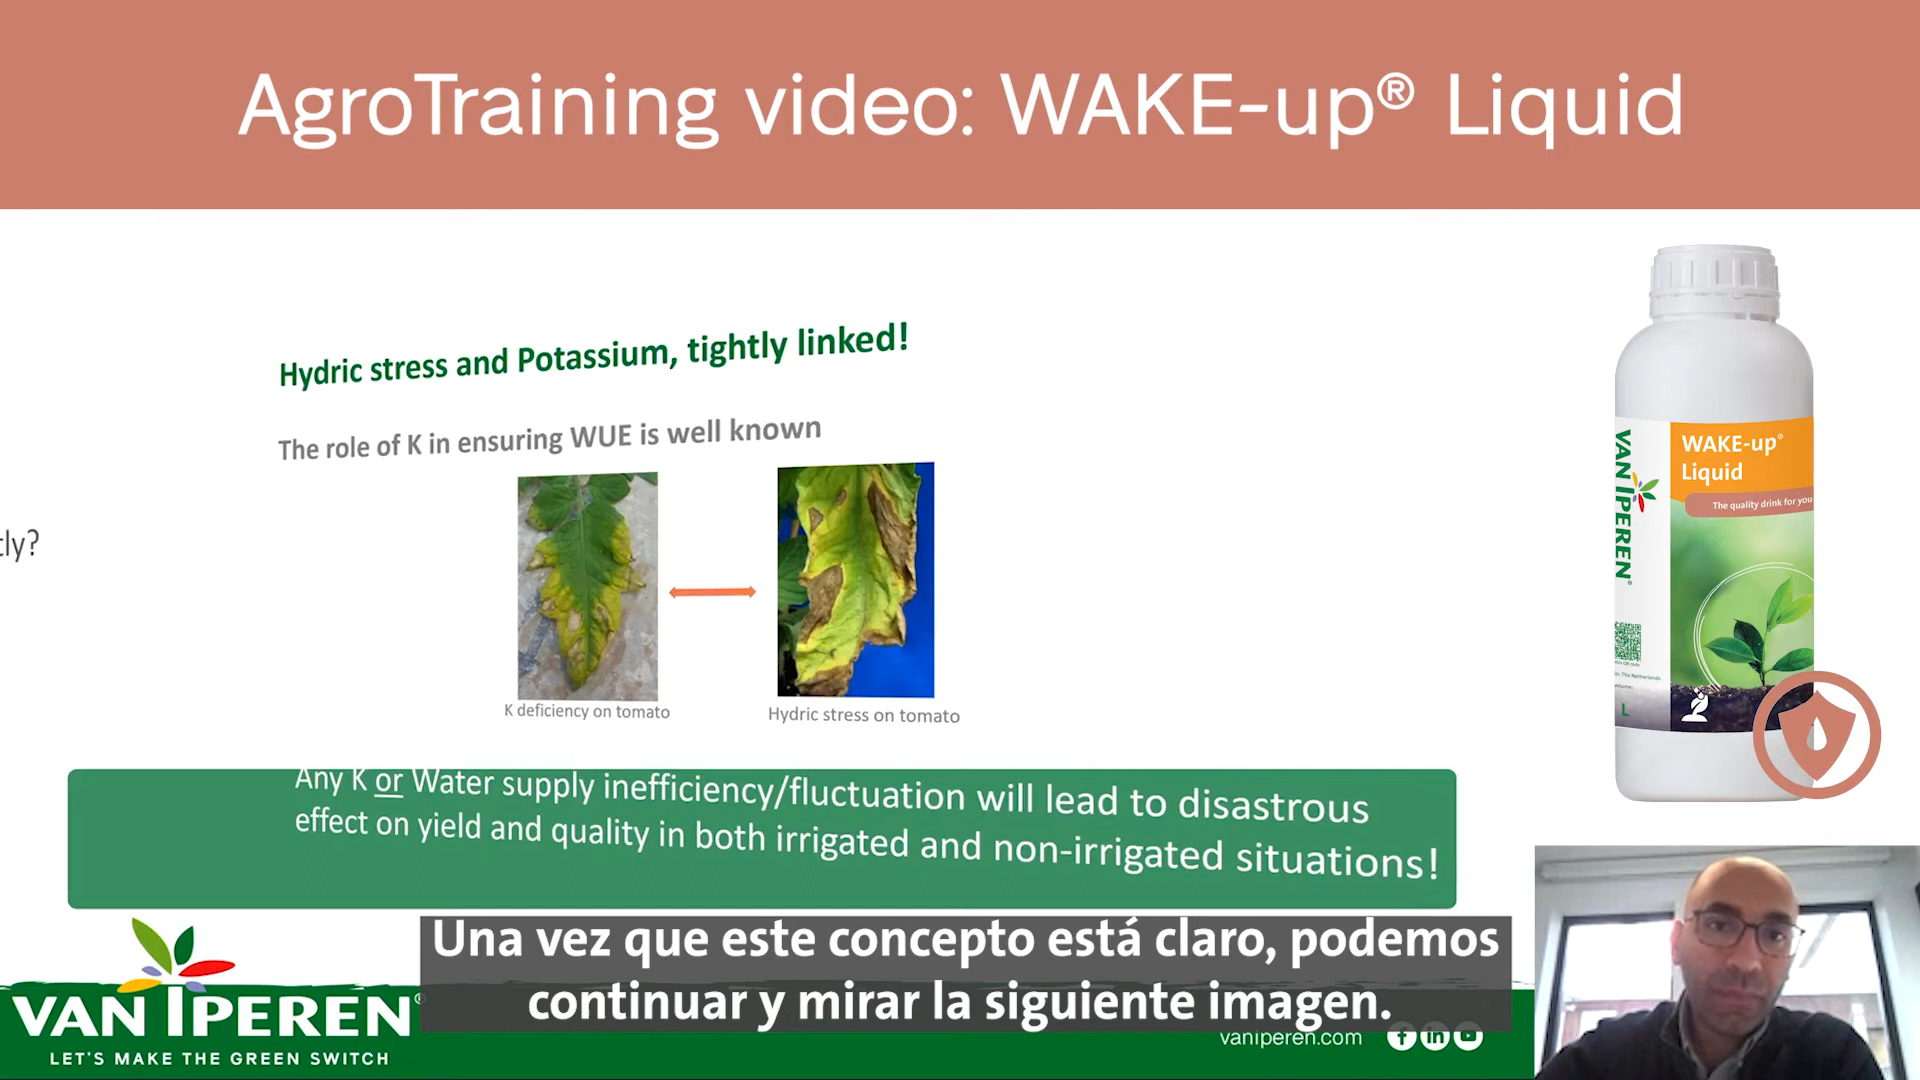 AgroTraining video: WAKE-up® Liquid
Hydric stress and Potassium, tightly linked!
The role of K in ensuring WUE is well known
tly?
K deficiency on tomato
Hydric stress on tomato
Any K or Water supply inefficiency/fluctuation will lead to disastrous
effect on yield and quality in both irrigated and non-irrigated situations!
WAKE-up®
Liquid
The quality drink for you
VAN IPEREN®
L
Una vez que este concepto está claro, podemos
continuar y mirar la siguiente imagen.
VAN IPEREN®
LET'S MAKE THE GREEN SWITCH
vaniperen.com